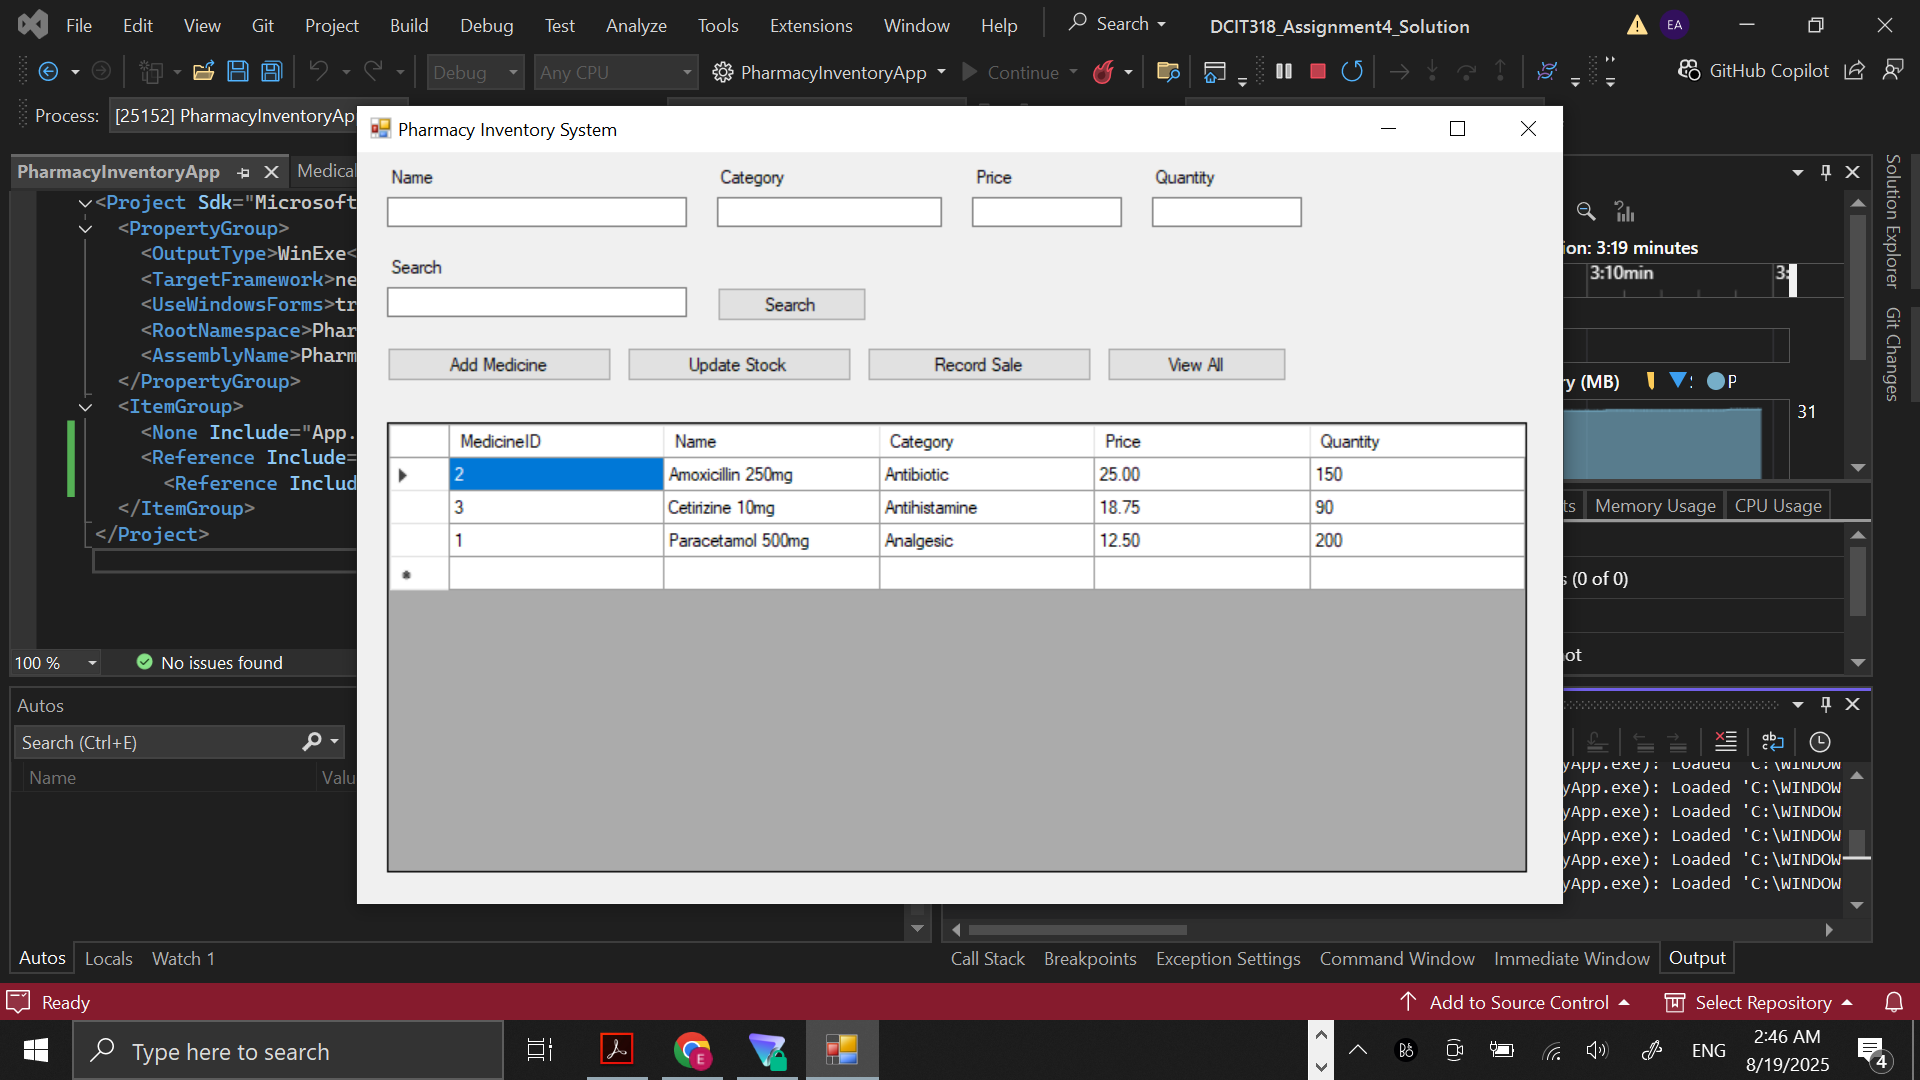 File Edit View Git Project Build Debug Test Analyze Tools Extensions Window Help Search DCIT318_Assignment4_Solution EA
Debug Any CPU PharmacyInventoryApp Continue GitHub Copilot
Process: [25152] PharmacyInventoryAp
Pharmacy Inventory System
PharmacyInventoryApp Medical
Name Category Price Quantity
Search
Search
Add Medicine Update Stock Record Sale View All
MedicineID Name Category Price Quantity
2 Amoxicillin 250mg Antibiotic 25.00 150
3 Cetirizine 10mg Antihistamine 18.75 90
1 Paracetamol 500mg Analgesic 12.50 200
<Project Sdk="Microsoft
<PropertyGroup>
<OutputType>WinExe<
<TargetFramework>ne
<UseWindowsForms>tr
<RootNamespace>Phar
<AssemblyName>Pharm
</PropertyGroup>
<ItemGroup>
<None Include="App.
<Reference Include=
<Reference Includ
</ItemGroup>
</Project>
100 % No issues found
ion: 3:19 minutes
3:10min 3:
ry (MB) P
31
ts Memory Usage CPU Usage
s (0 of 0)
ot
Solution Explorer
Git Changes
Autos
Search (Ctrl+E)
Name Valu
yApp.exe): Loaded 'C:\WINDOW
yApp.exe): Loaded 'C:\WINDOW
yApp.exe): Loaded 'C:\WINDOW
yApp.exe): Loaded 'C:\WINDOW
yApp.exe): Loaded 'C:\WINDOW
yApp.exe): Loaded 'C:\WINDOW
Autos Locals Watch 1
Call Stack Breakpoints Exception Settings Command Window Immediate Window Output
Ready Add to Source Control Select Repository
Type here to search
E
ENG
2:46 AM
8/19/2025
4